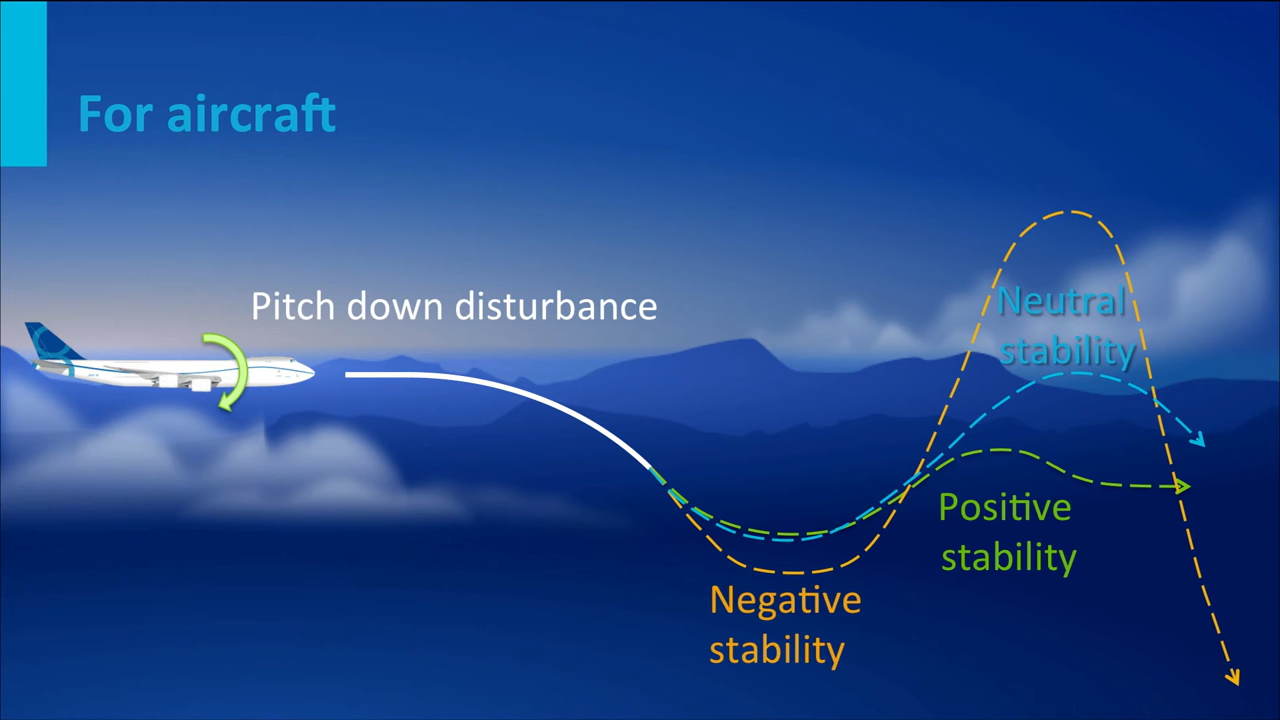 For aircraft
Pitch down disturbance
Neutral
stability
Positive
stability
Negative
stability